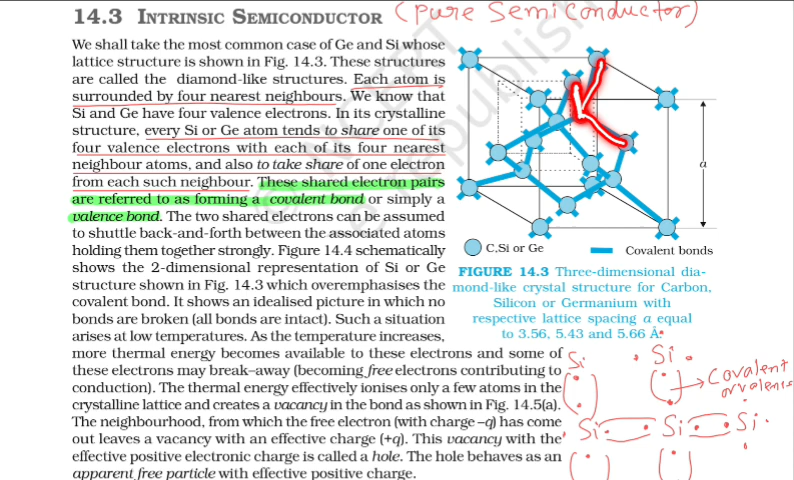 14.3 INTRINSIC SEMICONDUCTOR (pure Semiconductor)
We shall take the most common case of Ge and Si whose
lattice structure is shown in Fig. 14.3. These structures
are called the diamond-like structures. Each atom is
surrounded by four nearest neighbours. We know that
Si and Ge have four valence electrons. In its crystalline
structure, every Si or Ge atom tends to share one of its
four valence electrons with each of its four nearest
neighbour atoms, and also to take share of one electron
from each such neighbour. These shared electron pairs
are referred to as forming a covalent bond or simply a
valence bond. The two shared electrons can be assumed
to shuttle back-and-forth between the associated atoms
holding them together strongly. Figure 14.4 schematically
shows the 2-dimensional representation of Si or Ge
structure shown in Fig. 14.3 which overemphasises the
covalent bond. It shows an idealised picture in which no
bonds are broken (all bonds are intact). Such a situation
arises at low temperatures. As the temperature increases,
more thermal energy becomes available to these electrons and some of
these electrons may break–away (becoming free electrons contributing to
conduction). The thermal energy effectively ionises only a few atoms in the
crystalline lattice and creates a vacancy in the bond as shown in Fig. 14.5(a).
The neighbourhood, from which the free electron (with charge –q) has come
out leaves a vacancy with an effective charge (+q). This vacancy with the
effective positive electronic charge is called a hole. The hole behaves as an
apparent free particle with effective positive charge.
a
C,Si or Ge
Covalent bonds
FIGURE 14.3 Three-dimensional dia-
mond-like crystal structure for Carbon,
Silicon or Germanium with
respective lattice spacing a equal
to 3.56, 5.43 and 5.66 Å.
Si Si
Covalent
Si Si Si